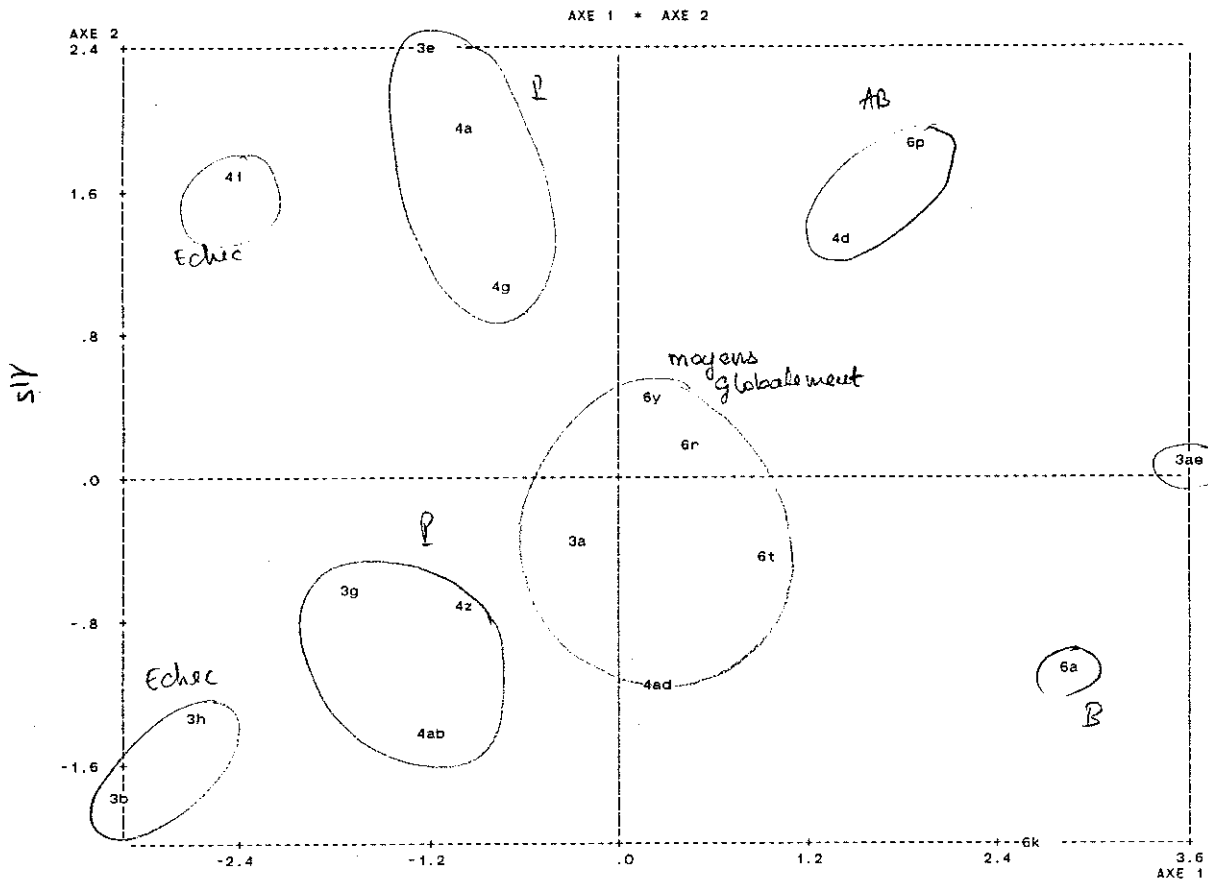 AXE 1 * AXE 2
AXE 2
2.4
3e
P
AB
4a
6p
4i
1.6
4d
Echec
4g
.8
moyens
globalement
6y
6r
3ae
.0
P
3a
6t
3g
4z
-.8
6a
Echec
4ad
3h
B
4ab
-1.6
3b
6k
-2.4 -1.2 .0 1.2 2.4 3.6
AXE 1